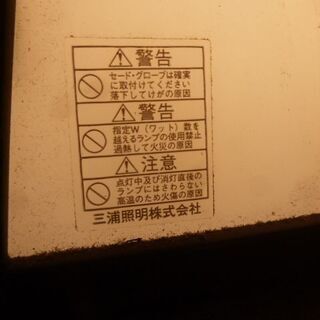 警告
セード・グローブは確実
に取付けてください
落下してけがの原因
警告
指定W（ワット）数を
越えるランプの使用禁止
過熱して火災の原因
注意
点灯中及び消灯直後の
ランプにはさわらない
高温のため火傷の原因
三浦照明株式会社